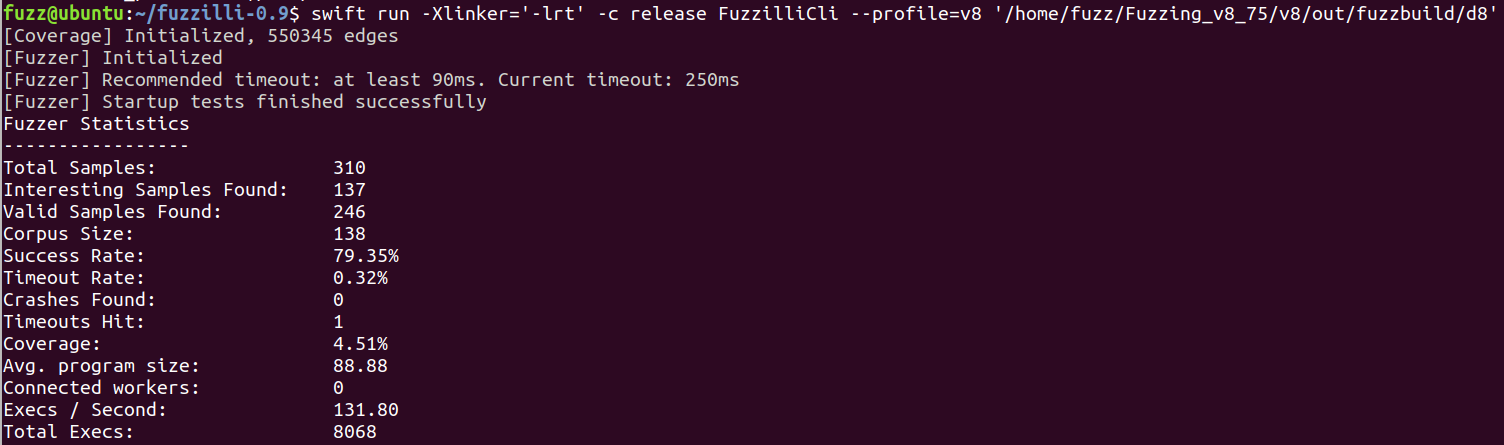 fuzz@ubuntu:~/fuzzilli-0.9$ swift run -Xlinker='-lrt' -c release FuzzilliCli --profile=v8 '/home/fuzz/Fuzzing_v8_75/v8/out/fuzzbuild/d8'
[Coverage] Initialized, 550345 edges
[Fuzzer] Initialized
[Fuzzer] Recommended timeout: at least 90ms. Current timeout: 250ms
[Fuzzer] Startup tests finished successfully
Fuzzer Statistics
-----------------
Total Samples: 310
Interesting Samples Found: 137
Valid Samples Found: 246
Corpus Size: 138
Success Rate: 79.35%
Timeout Rate: 0.32%
Crashes Found: 0
Timeouts Hit: 1
Coverage: 4.51%
Avg. program size: 88.88
Connected workers: 0
Execs / Second: 131.80
Total Execs: 8068